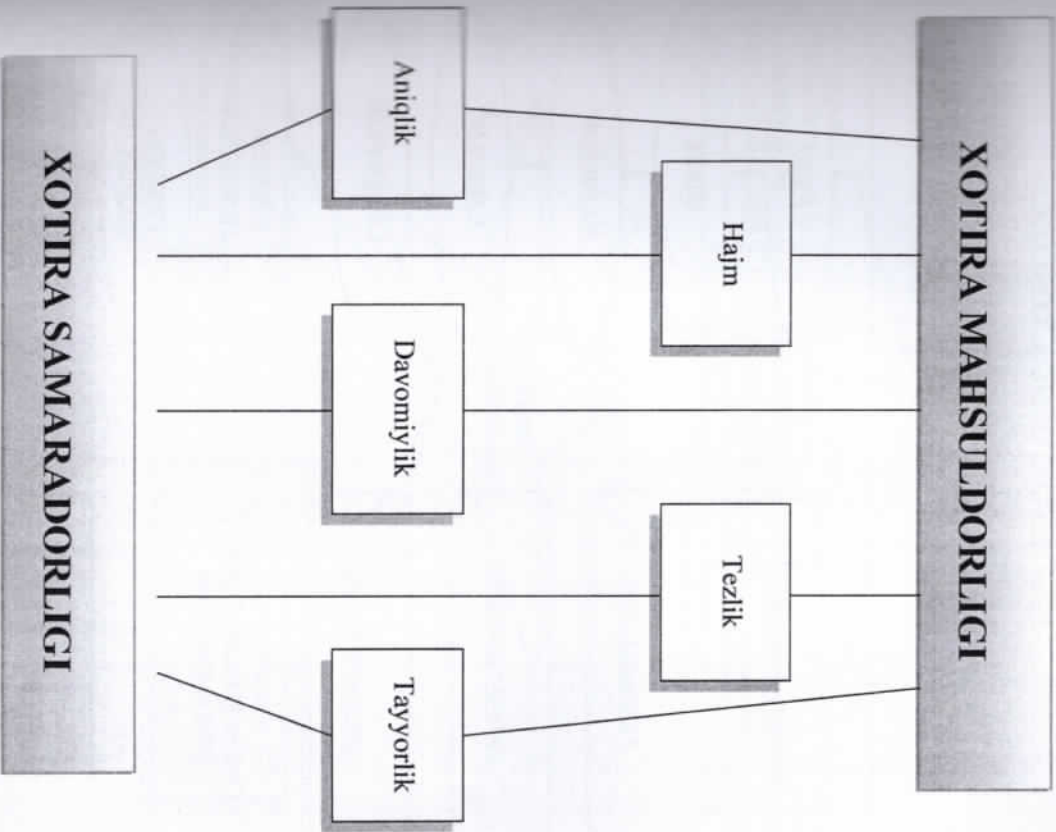 XOTIRA MAHSULDORLIGI
Hajm
Tezlik
Aniqlik
Davomiylik
Tayyorlik
XOTIRA SAMARADORLIGI